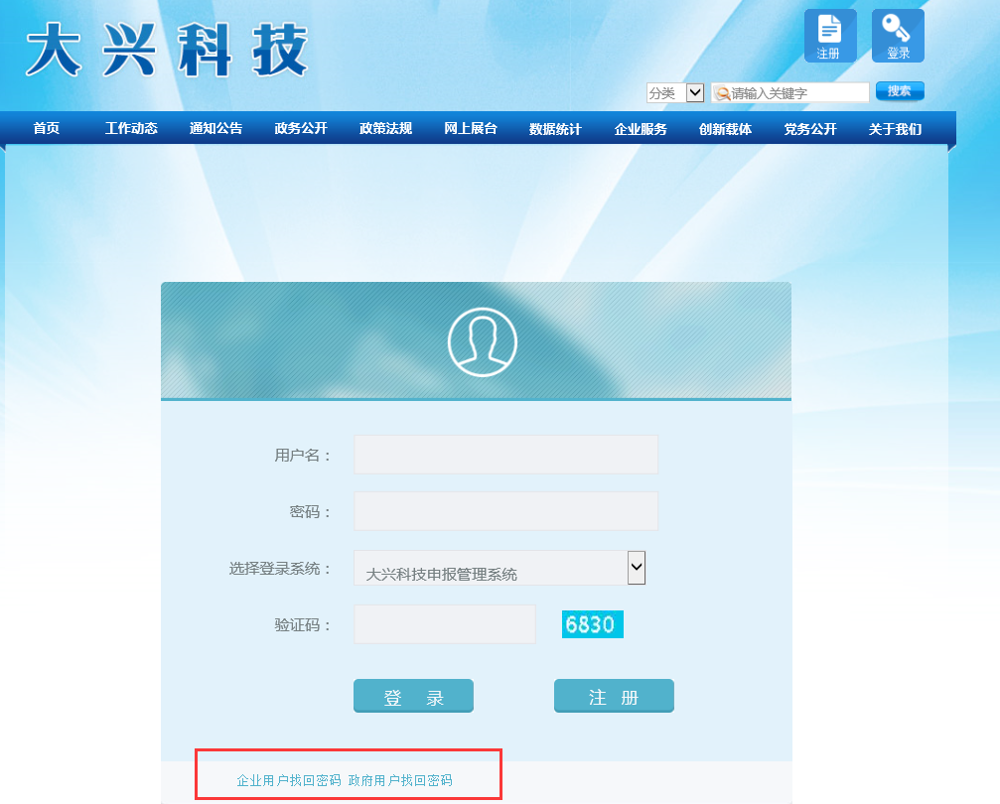 大兴科技
注册
登录
分类
请输入关键字
搜索
首页 工作动态 通知公告 政务公开 政策法规 网上展台 数据统计 企业服务 创新载体 党务公开 关于我们
用户名：
密码：
选择登录系统： 大兴科技申报管理系统
验证码： 6830
登 录 注 册
企业用户找回密码 政府用户找回密码